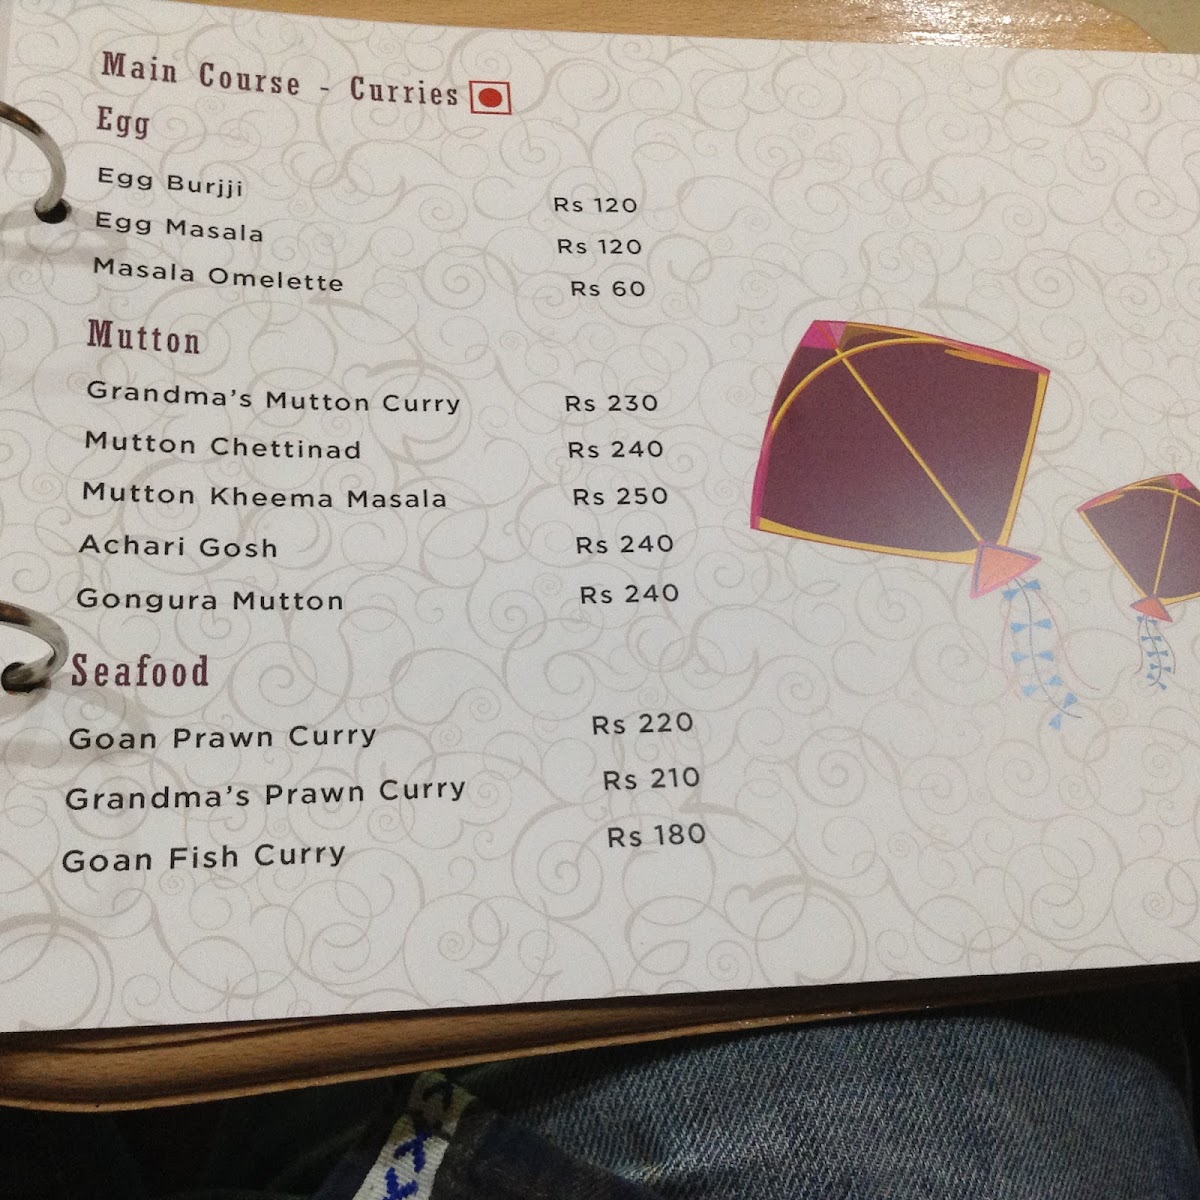 Main Course - Curries
Egg
Egg Burjji Rs 120
Egg Masala Rs 120
Masala Omelette Rs 60
Mutton
Grandma's Mutton Curry Rs 230
Mutton Chettinad Rs 240
Mutton Kheema Masala Rs 250
Achari Gosh Rs 240
Gongura Mutton Rs 240
Seafood
Goan Prawn Curry Rs 220
Grandma's Prawn Curry Rs 210
Goan Fish Curry Rs 180